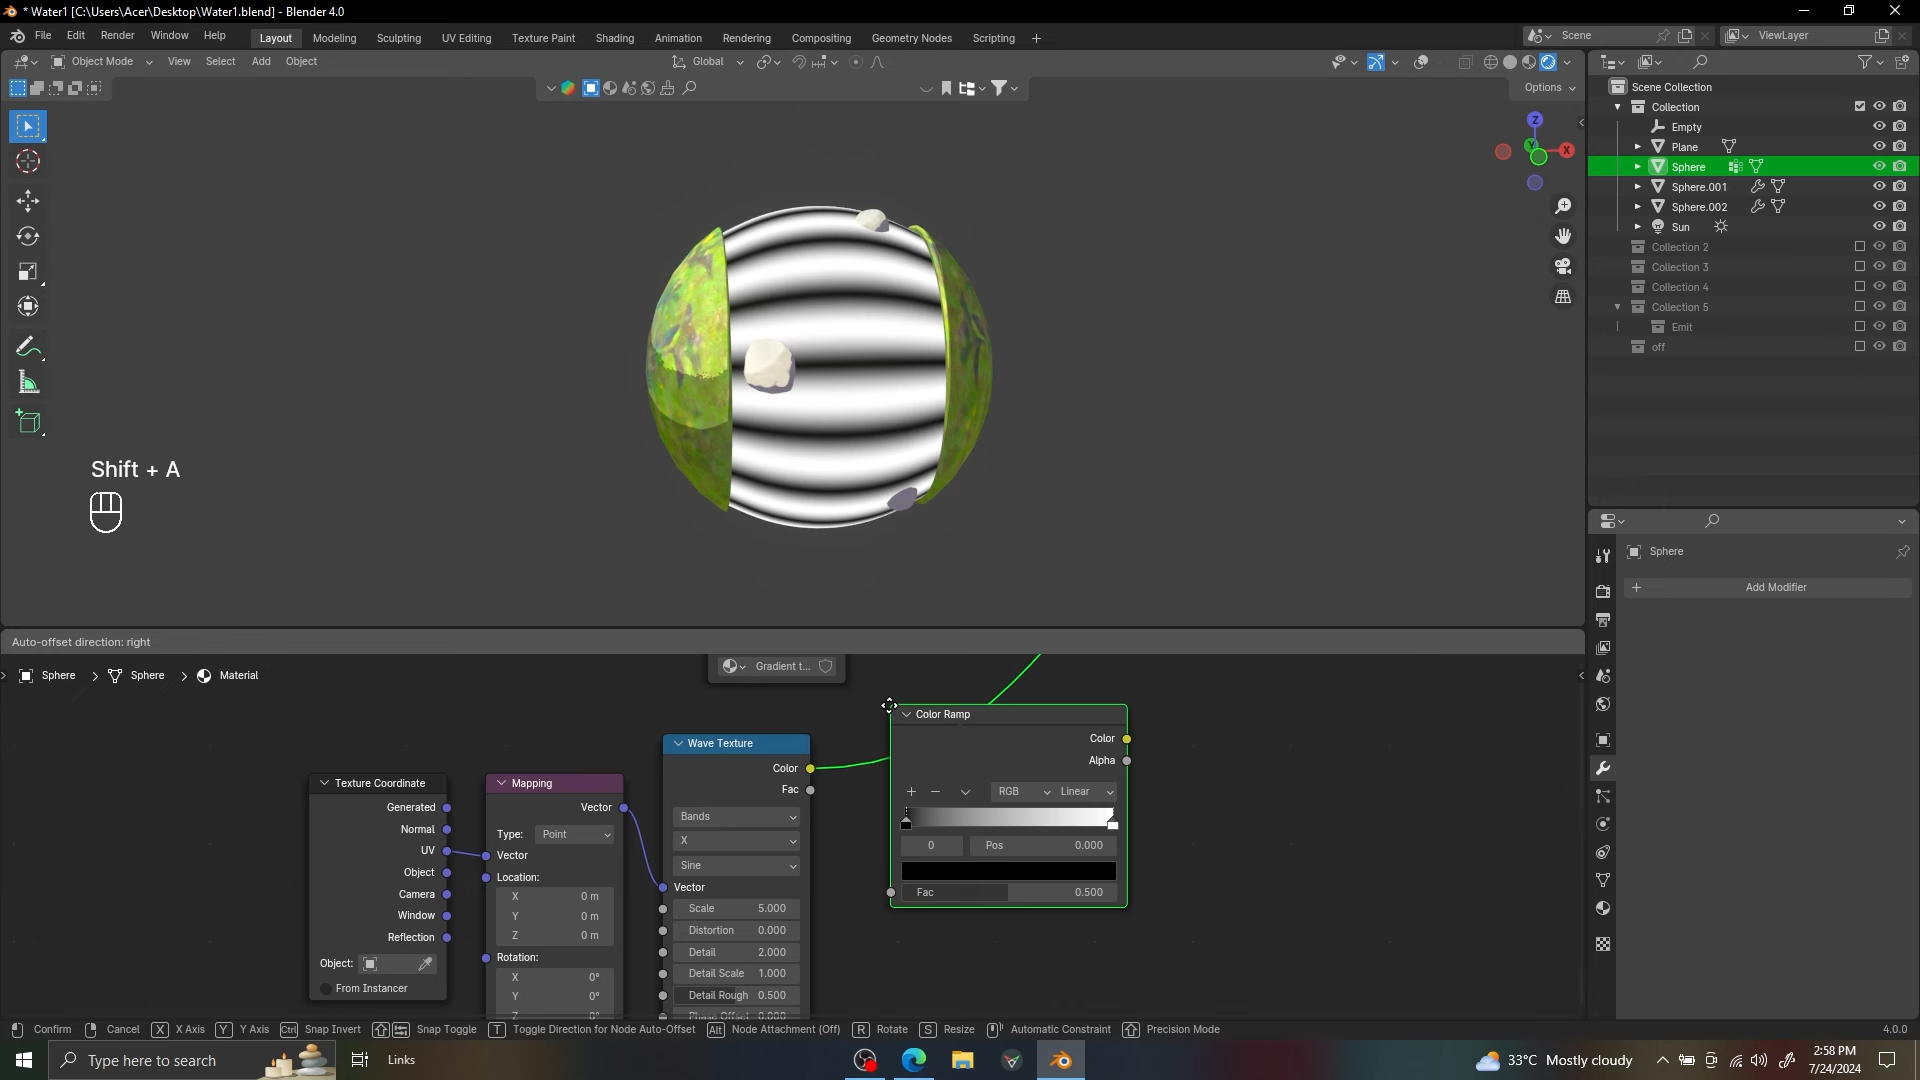 * Water1 [C:\Users\Acer\Desktop\Water1.blend] - Blender 4.0
File Edit Render Window Help
Layout Modeling Sculpting UV Editing Texture Paint Shading Animation Rendering Compositing Geometry Nodes Scripting +
Scene ViewLayer
Object Mode View Select Add Object Global
Options
Scene Collection
Collection
Empty
Plane
Sphere
Sphere.001
Sphere.002
Sun
Collection 2
Collection 3
Collection 4
Collection 5
Emit
off
Z
Y
X
Shift + A
Sphere
Add Modifier
Auto-offset direction: right
Sphere > Sphere > Material
Gradient t...
Texture Coordinate
Generated
Normal
UV
Object
Camera
Window
Reflection
Object:
From Instancer
Mapping
Vector
Type: Point
Vector
Location:
X 0 m
Y 0 m
Z 0 m
Rotation:
X 0°
Y 0°
Z 0°
Wave Texture
Color
Fac
Bands
X
Sine
Vector
Scale 5.000
Distortion 0.000
Detail 2.000
Detail Scale 1.000
Detail Rough 0.500
Phase Offset 0.000
Color Ramp
Color
Alpha
RGB Linear
0 Pos 0.000
Fac 0.500
Confirm Cancel X X Axis Y Y Axis Ctrl Snap Invert Snap Toggle T Toggle Direction for Node Auto-Offset Alt Node Attachment (Off) R Rotate S Resize Automatic Constraint Precision Mode 4.0.0
Type here to search Links 33°C Mostly cloudy 2:58 PM
7/24/2024